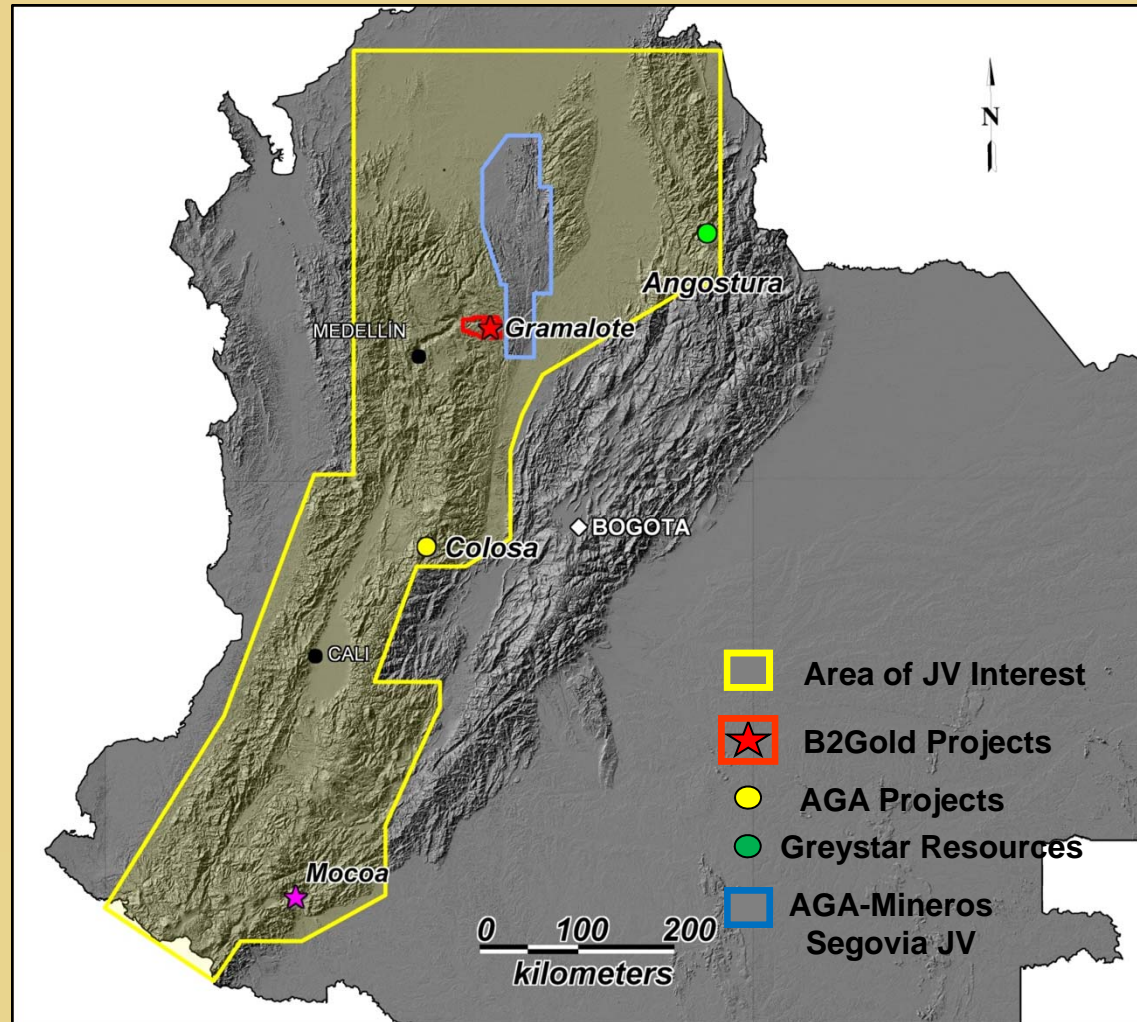 N
Angostura
MEDELLÍN
Gramalote
BOGOTA
Colosa
CALI
Mocoa
Area of JV Interest
B2Gold Projects
AGA Projects
Greystar Resources
AGA-Mineros
Segovia JV
0 100 200
kilometers